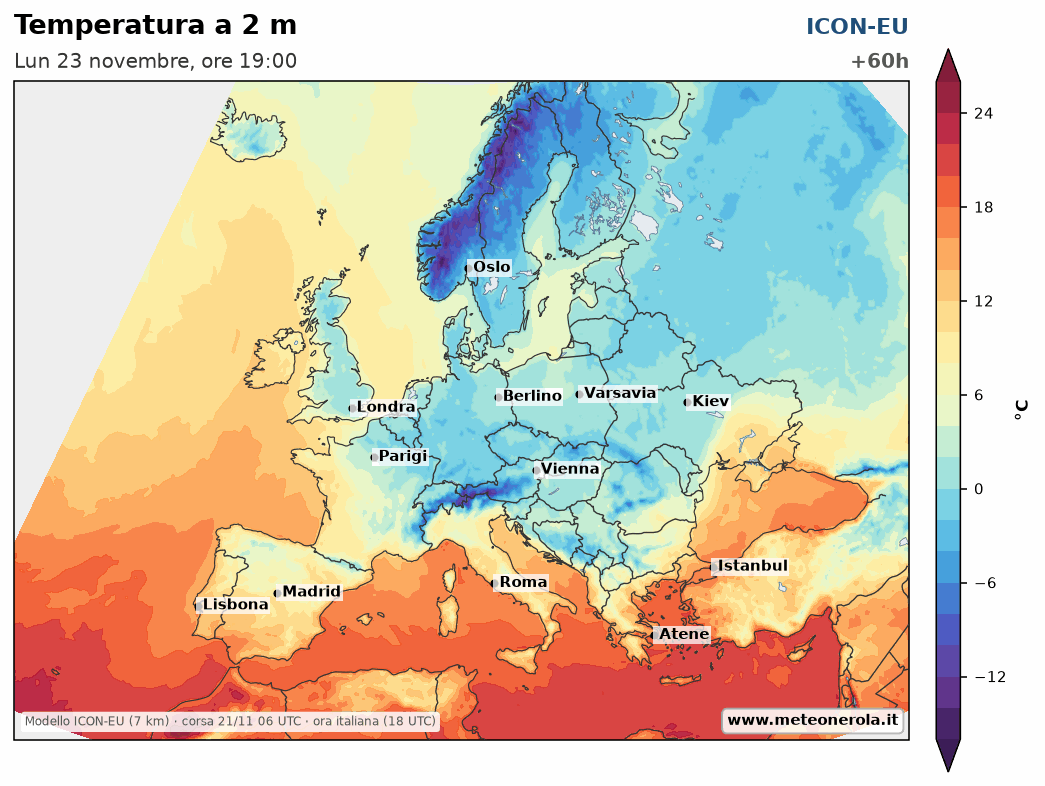 Temperatura a 2 m
ICON-EU
Lun 23 novembre, ore 19:00
+60h
24
18
12
6
0
−6
−12
°C
Oslo
Berlino
Varsavia
Kiev
Londra
Parigi
Vienna
Istanbul
Roma
Madrid
Lisbona
Atene
Modello ICON-EU (7 km) · corsa 21/11 06 UTC · ora italiana (18 UTC)
www.meteonerola.it